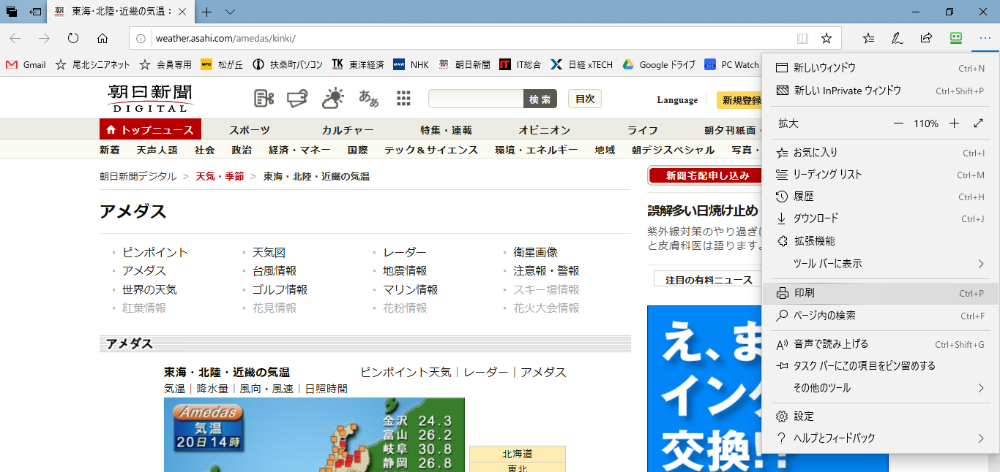 東海・北陸・近畿の気温：
weather.asahi.com/amedas/kinki/
Gmail 尾北シニアネット 会員専用 松が丘 扶桑町パソコン 東洋経済 NHK 朝日新聞 IT総合 日経 xTECH Google ドライブ PC Watch
朝日新聞
DIGITAL
ああ
検索
目次
Language
新規登録
トップニュース スポーツ カルチャー 特集・連載 オピニオン ライフ 朝夕刊紙面・
新着 天声人語 社会 政治 経済・マネー 国際 テック＆サイエンス 環境・エネルギー 地域 朝デジスペシャル 写真・
朝日新聞デジタル > 天気・季節 > 東海・北陸・近畿の気温
アメダス
ピンポイント 天気図 レーダー 衛星画像
アメダス 台風情報 地震情報 注意報・警報
世界の天気 ゴルフ情報 マリン情報 スキー場情報
紅葉情報 花見情報 花粉情報 花火大会情報
アメダス
東海・北陸・近畿の気温 ピンポイント天気｜レーダー｜アメダス
気温｜降水量｜風向・風速｜日照時間
Amedas
気温
20日14時
金沢 24.3
富山 26.2
岐阜 30.8
静岡 26.8
北海道
東北
新聞宅配申し込み
誤解多い日焼け止め
紫外線対策のやり過ぎ
と皮膚科医は語ります。
注目の有料ニュース
え、ま
インク
交換!!
新しいウィンドウ Ctrl+N
新しい InPrivate ウィンドウ Ctrl+Shift+P
拡大 — 110% +
お気に入り Ctrl+I
リーディング リスト Ctrl+M
履歴 Ctrl+H
ダウンロード Ctrl+J
拡張機能
ツール バーに表示
印刷 Ctrl+P
ページ内の検索 Ctrl+F
音声で読み上げる Ctrl+Shift+G
タスク バーにこの項目をピン留めする
その他のツール
設定
ヘルプとフィードバック